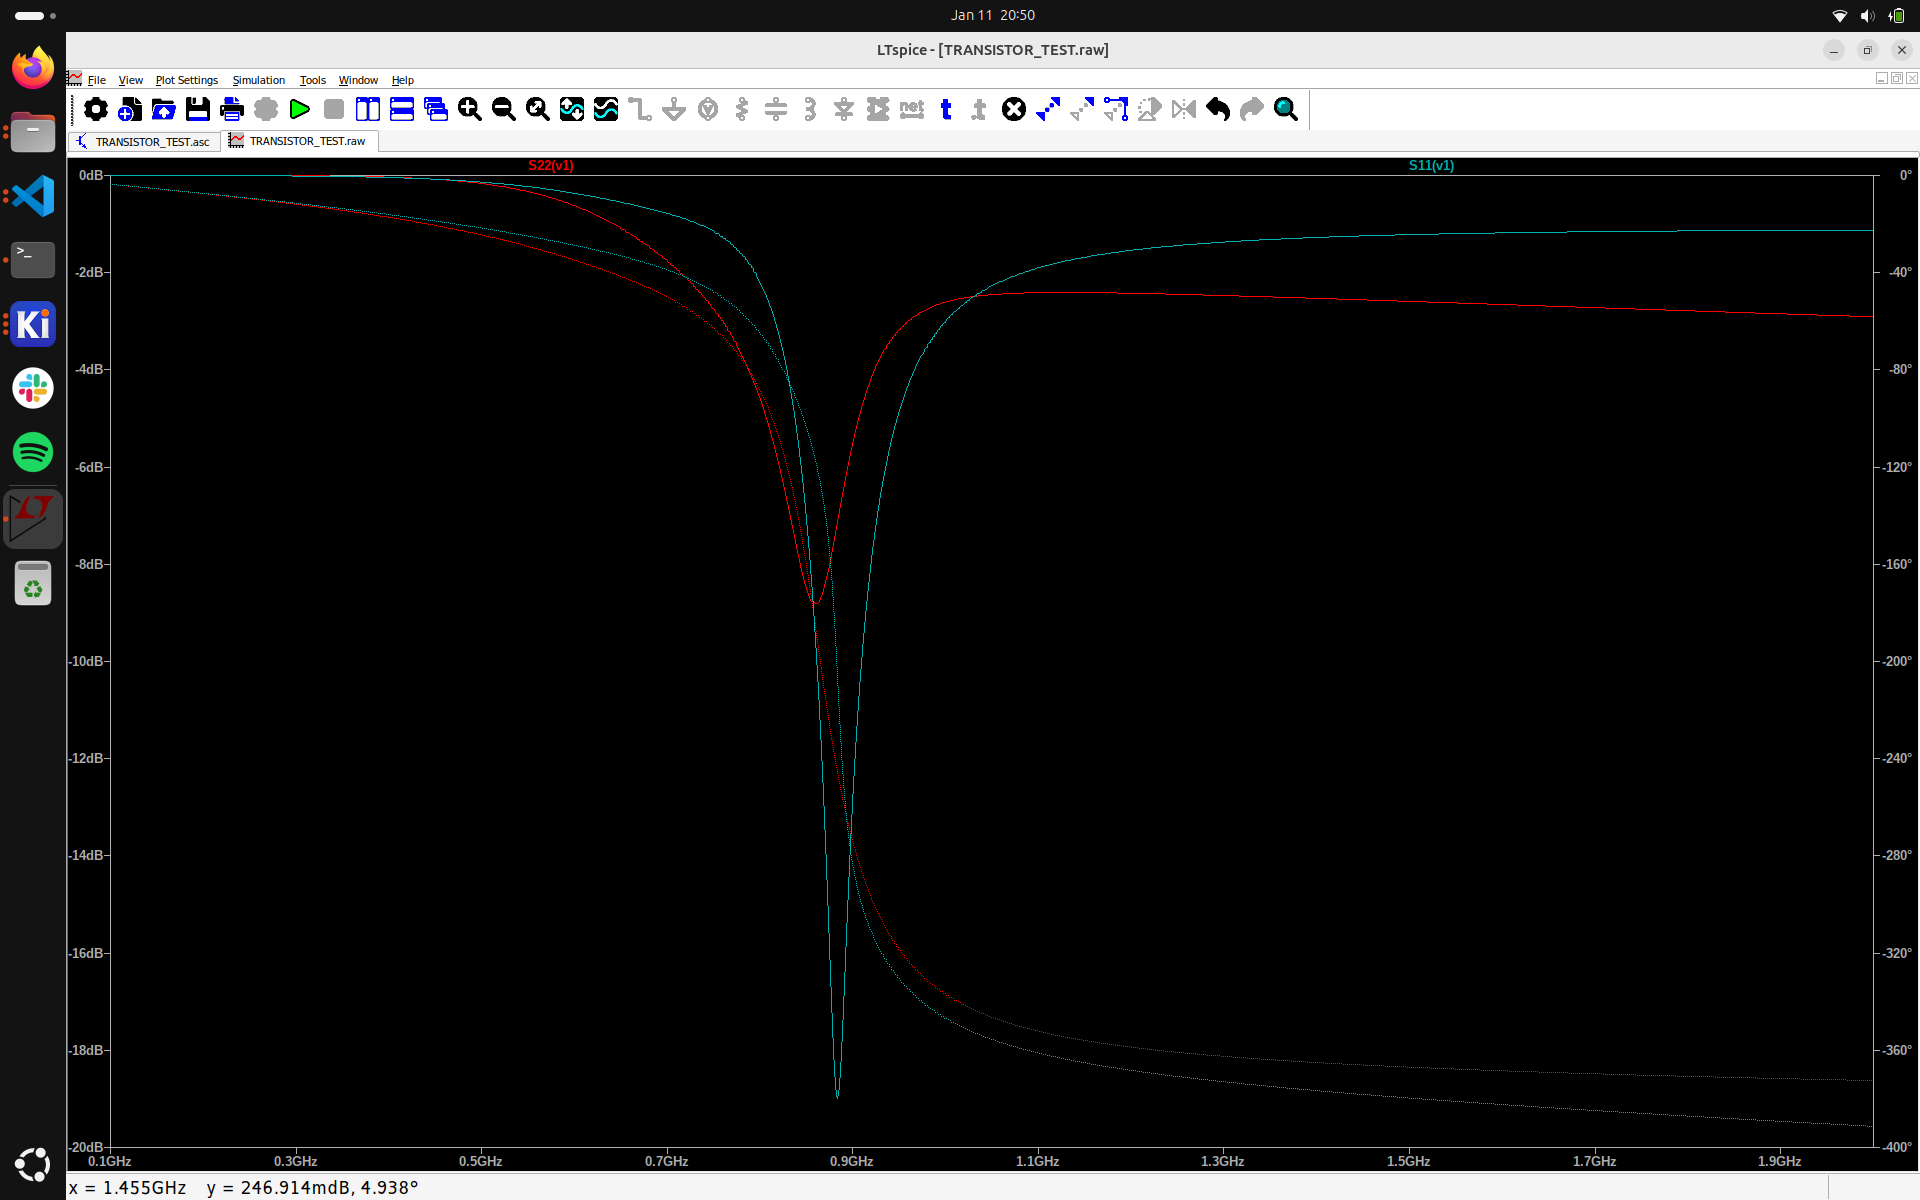 Jan 11 20:50
LTspice - [TRANSISTOR_TEST.raw]
File View Plot Settings Simulation Tools Window Help
net t .t
TRANSISTOR_TEST.asc TRANSISTOR_TEST.raw
S22(v1) S11(v1)
0dB 0°
-2dB -40°
-4dB -80°
-6dB -120°
-8dB -160°
-10dB -200°
-12dB -240°
-14dB -280°
-16dB -320°
-18dB -360°
-20dB -400°
0.1GHz 0.3GHz 0.5GHz 0.7GHz 0.9GHz 1.1GHz 1.3GHz 1.5GHz 1.7GHz 1.9GHz
x = 1.455GHz y = 246.914mdB, 4.938°
>_
Ki
LT